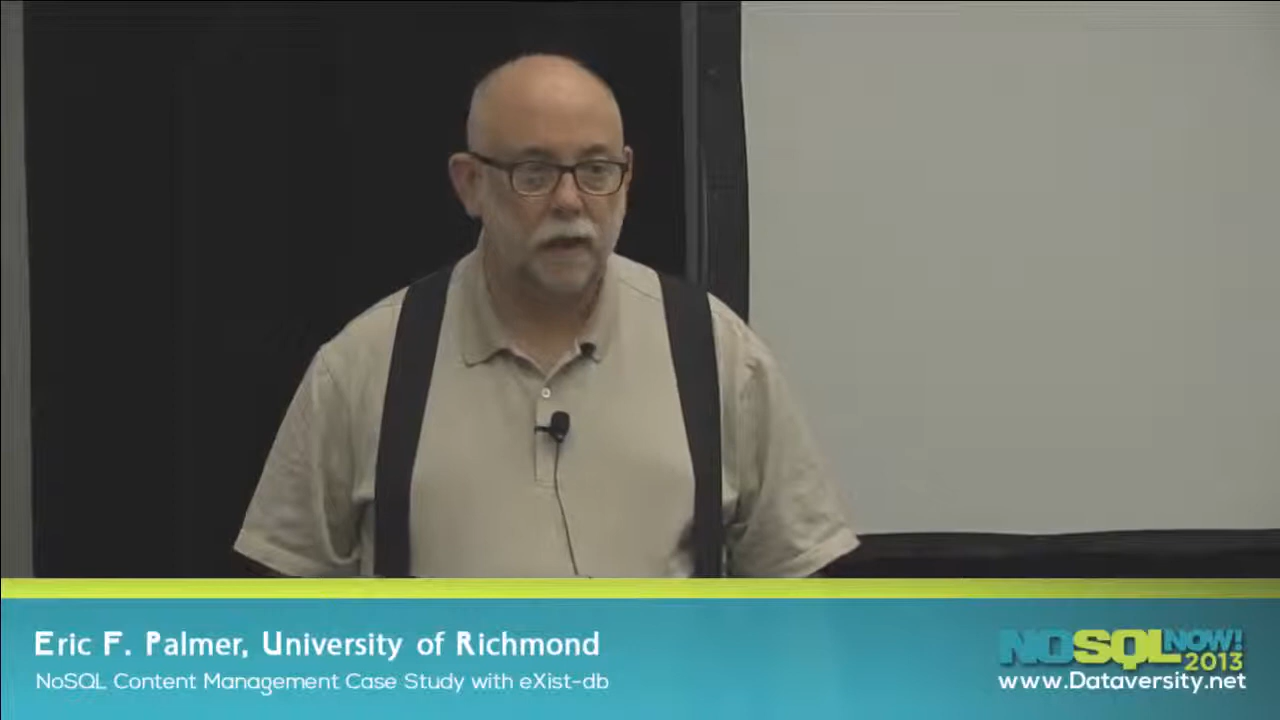 Eric F. Palmer, University of Richmond
NoSQL Content Management Case Study with eXist-db
NOSQL NOW!
2013
www.Dataversity.net